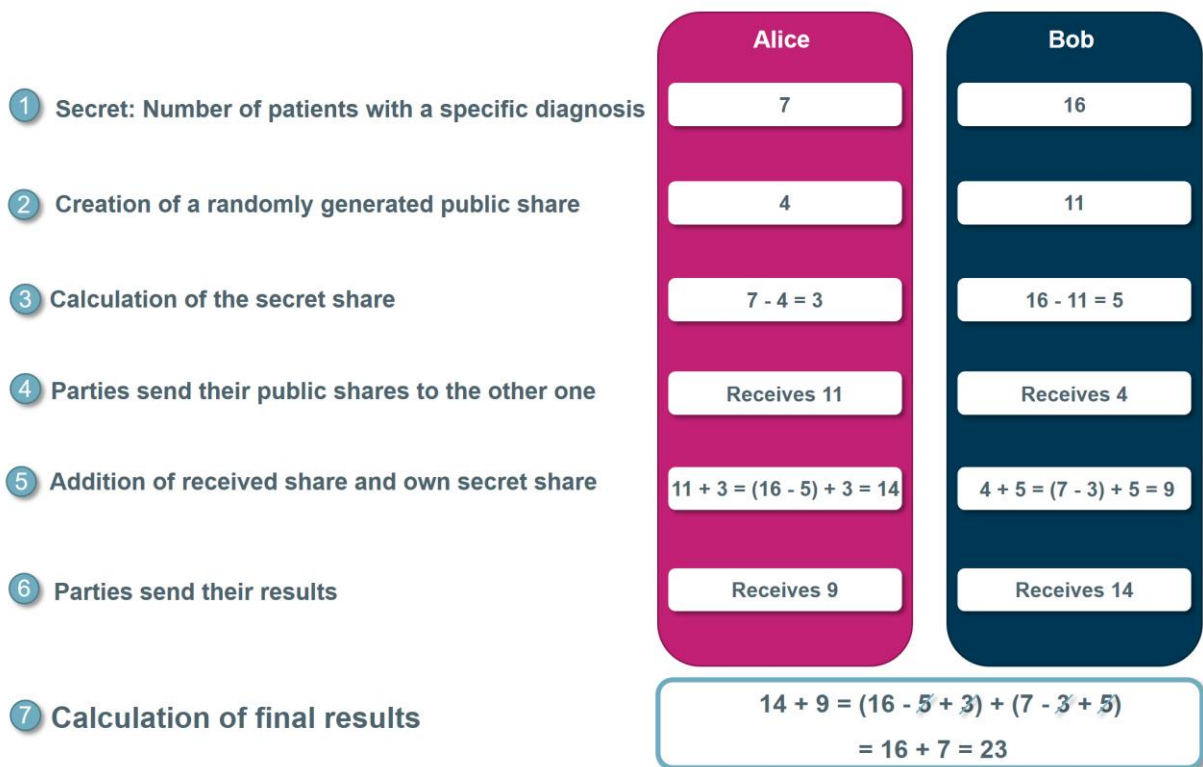 Alice
Bob
1 Secret: Number of patients with a specific diagnosis
7
16
2 Creation of a randomly generated public share
4
11
3 Calculation of the secret share
7 - 4 = 3
16 - 11 = 5
4 Parties send their public shares to the other one
Receives 11
Receives 4
5 Addition of received share and own secret share
11 + 3 = (16 - 5) + 3 = 14
4 + 5 = (7 - 3) + 5 = 9
6 Parties send their results
Receives 9
Receives 14
7 Calculation of final results
14 + 9 = (16 - 5 + 3) + (7 - 3 + 5)
= 16 + 7 = 23